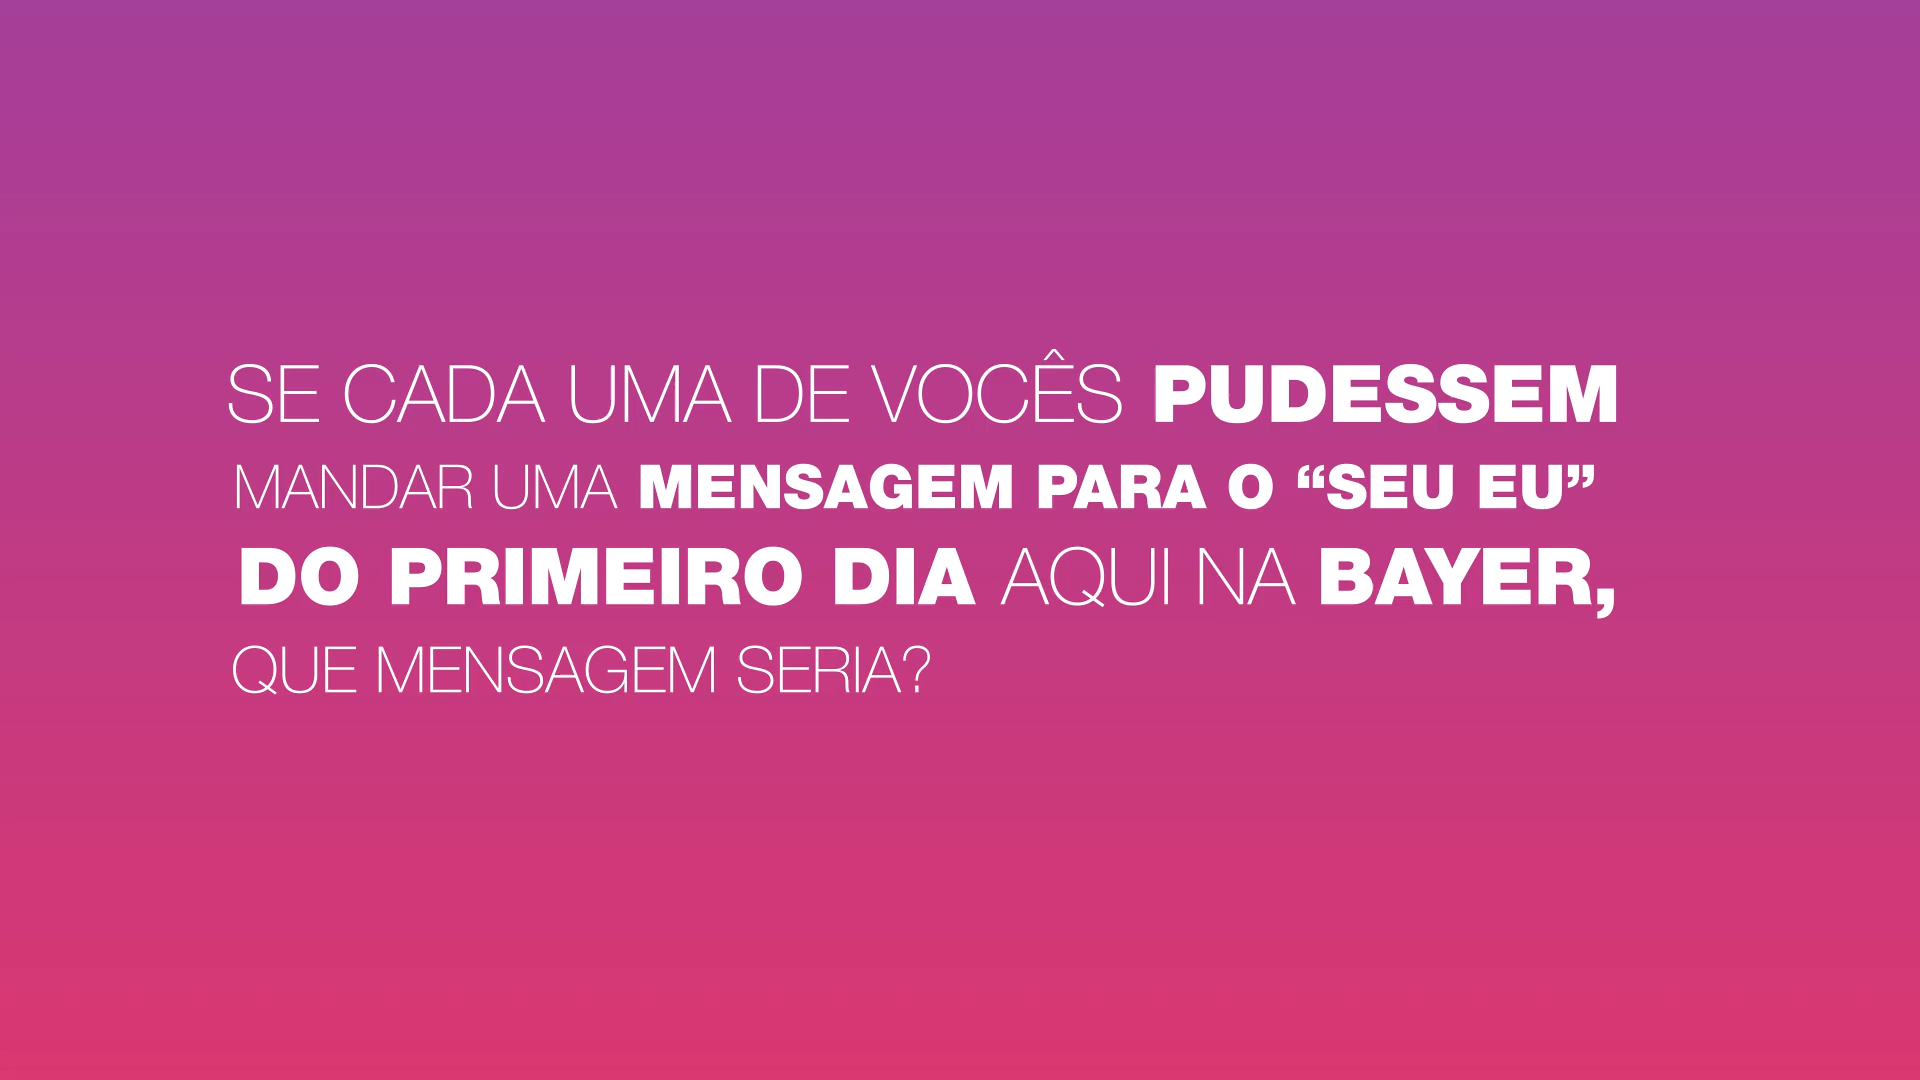 SE CADA UMA DE VOCÊS PUDESSEM
MANDAR UMA MENSAGEM PARA O “SEU EU”
DO PRIMEIRO DIA AQUI NA BAYER,
QUE MENSAGEM SERIA?